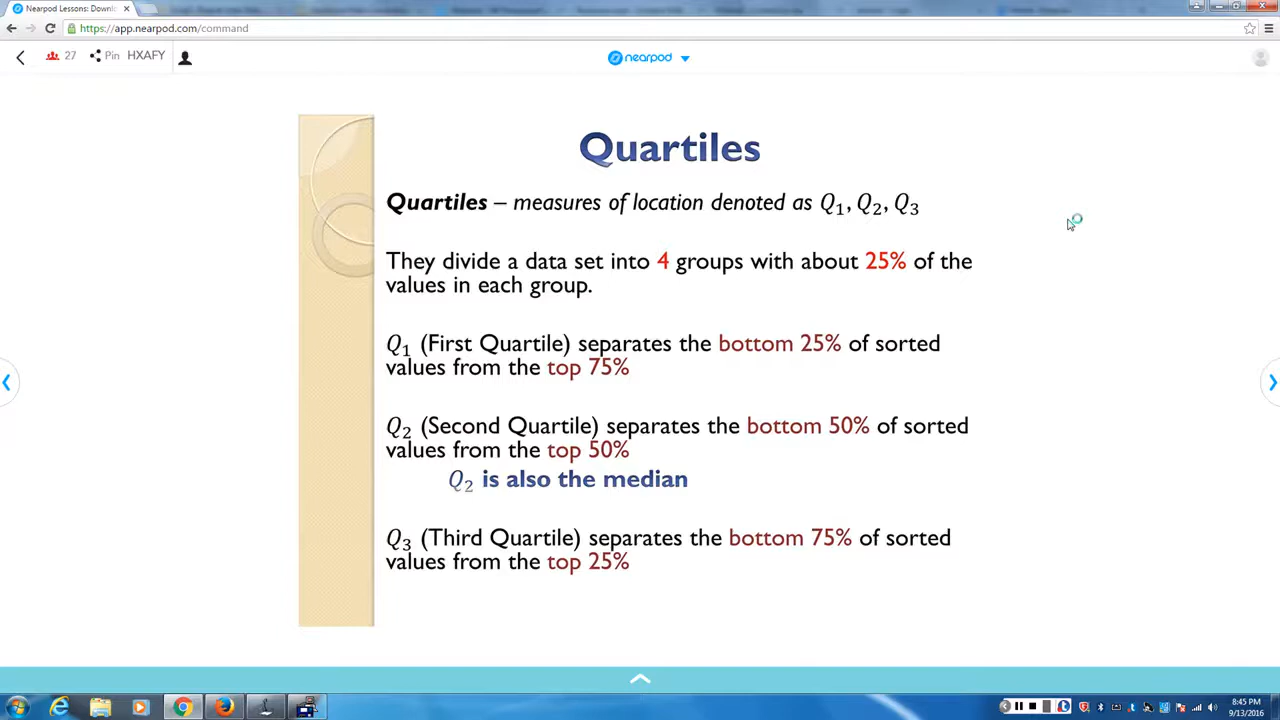 Nearpod Lessons: Downl
https://app.nearpod.com/command
27
Pin
HXAFY
nearpod
Quartiles
Quartiles – measures of location denoted as Q₁, Q₂, Q₃
They divide a data set into 4 groups with about 25% of the
values in each group.
Q₁ (First Quartile) separates the bottom 25% of sorted
values from the top 75%
Q₂ (Second Quartile) separates the bottom 50% of sorted
values from the top 50%
Q₂ is also the median
Q₃ (Third Quartile) separates the bottom 75% of sorted
values from the top 25%
8:45 PM
9/13/2016